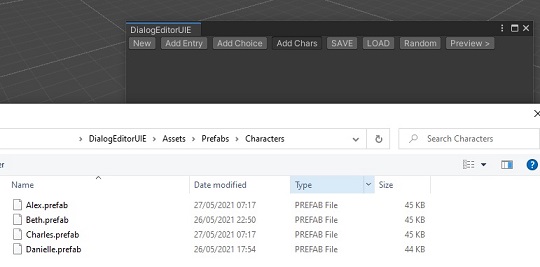 DialogEditorUIE
New Add Entry Add Choice Add Chars SAVE LOAD Random Preview >
DialogEditorUIE > Assets > Prefabs > Characters Search Characters
er
Name Date modified Type Size
Alex.prefab 27/05/2021 07:17 PREFAB File 45 KB
Beth.prefab 26/05/2021 22:50 PREFAB File 45 KB
Charles.prefab 27/05/2021 07:17 PREFAB File 45 KB
Danielle.prefab 26/05/2021 17:54 PREFAB File 44 KB